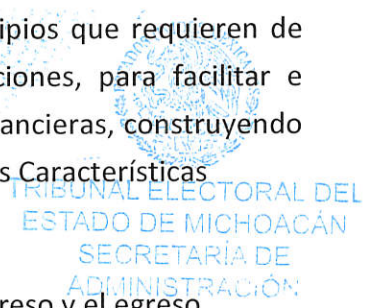 ipios que requieren de
ciones, para facilitar e
ancieras, construyendo
s Características
TRIBUNAL ELECTORAL DEL
ESTADO DE MICHOACÁN
SECRETARÍA DE
ADMINISTRACIÓN
reso y el egreso